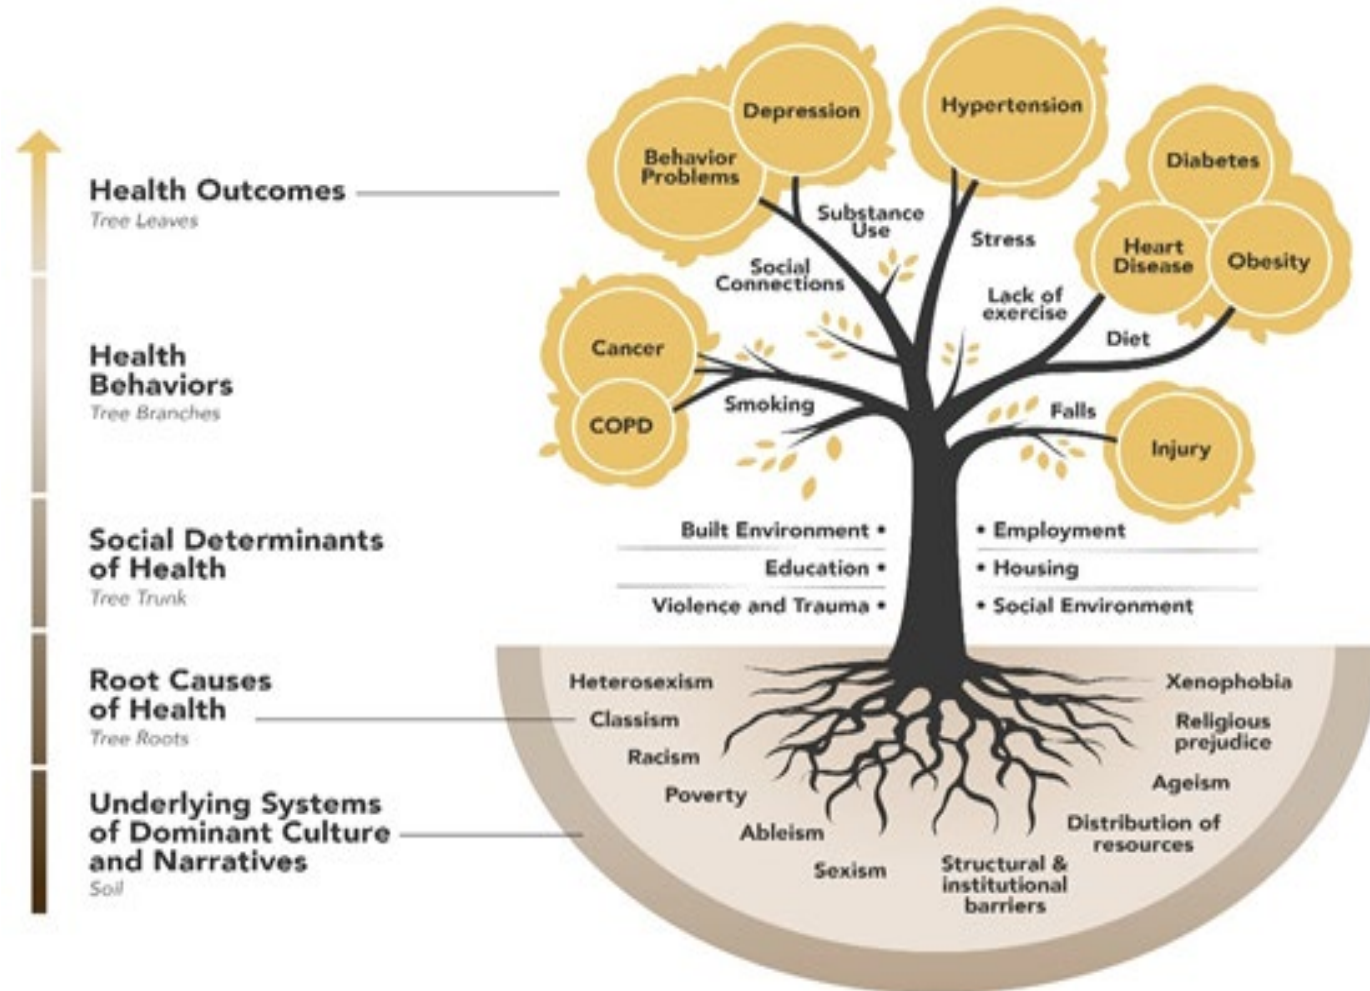 Health Outcomes
Tree Leaves
Health
Behaviors
Tree Branches
Social Determinants
of Health
Tree Trunk
Root Causes
of Health
Tree Roots
Underlying Systems
of Dominant Culture
and Narratives
Soil
Depression
Behavior
Problems
Hypertension
Diabetes
Heart
Disease
Obesity
Substance
Use
Social
Connections
Stress
Lack of
exercise
Diet
Cancer
COPD
Smoking
Falls
Injury
Built Environment •
• Employment
Education •
• Housing
Violence and Trauma •
• Social Environment
Heterosexism
Classism
Racism
Poverty
Ableism
Sexism
Structural &
institutional
barriers
Distribution of
resources
Ageism
Religious
prejudice
Xenophobia